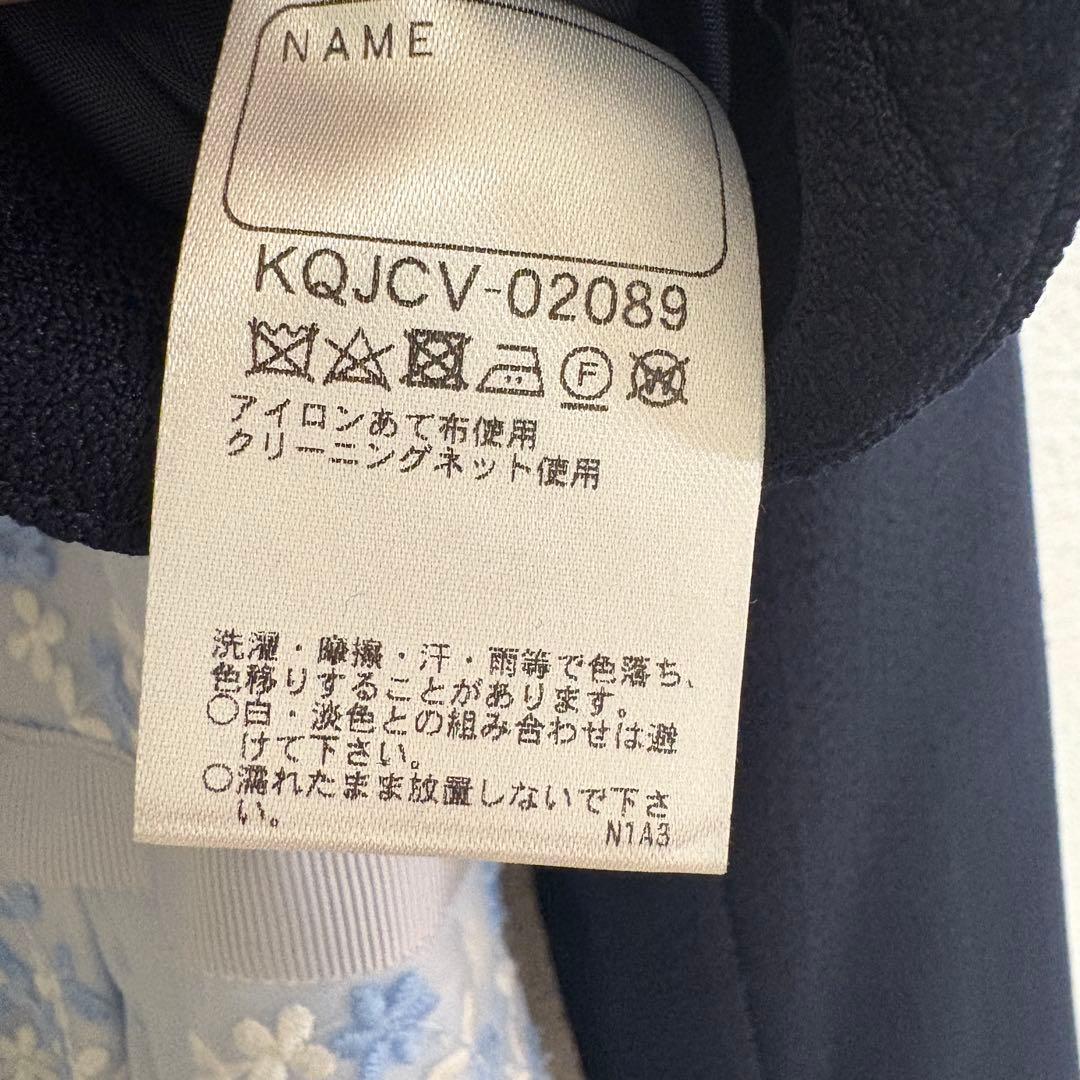 NAME
KQJCV-02089
F
W
アイロンあて布使用
クリーニングネット使用
洗濯・摩擦・汗・雨等で色落ち、
色移りすることがあります。
○白・淡色との組み合わせは避
けて下さい。
○濡れたまま放置しないで下さ
い。
N1A3